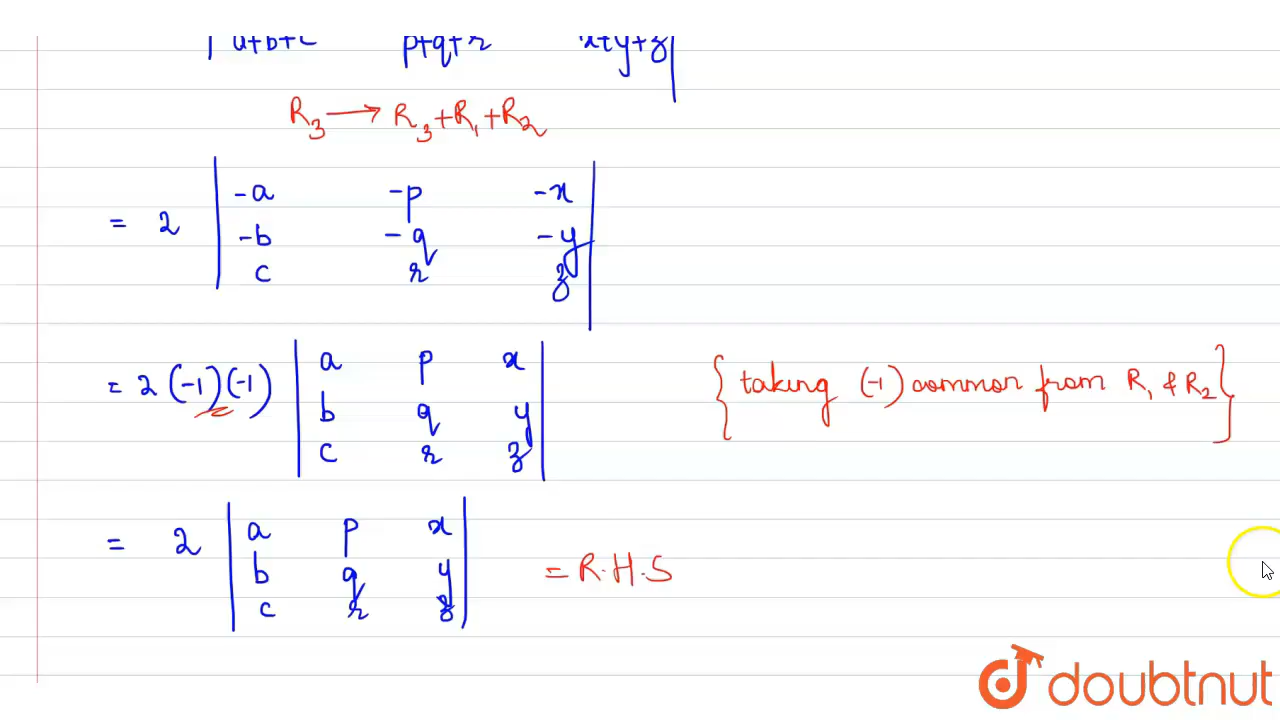 | a+b+c p+q+r x+y+z |
R₃ → R₃+R₁+R₂
-a -p -x
= 2 | -b -q -y |
c r z
a p x
= 2 (-1)(-1) | b q y | { taking (-1) common from R₁ & R₂ }
c r z
= 2 | a p x |
b q y = R.H.S
c r z
doubtnut